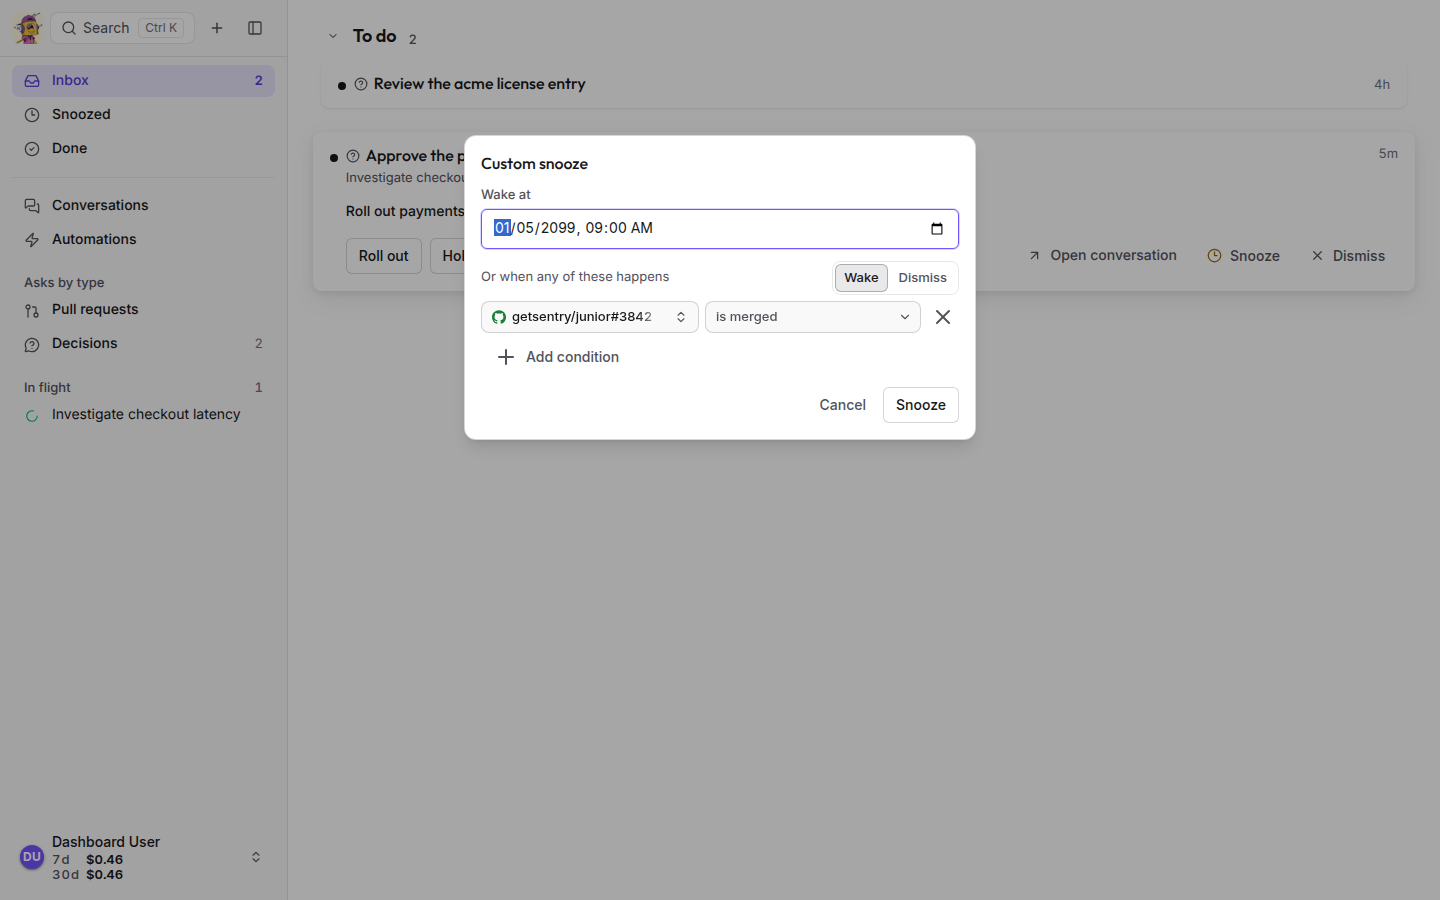 Search Ctrl K
Inbox 2
Snoozed
Done
Conversations
Automations
Asks by type
Pull requests
Decisions 2
In flight 1
Investigate checkout latency
Dashboard User
DU
7d $0.46
30d $0.46
To do 2
Review the acme license entry 4h
Approve the p 5m
Investigate checkou
Roll out payments
Roll out
Hol
Open conversation
Snooze
Dismiss
Custom snooze
Wake at
01/05/2099, 09:00 AM
Or when any of these happens
Wake Dismiss
getsentry/junior#3842 is merged
Add condition
Cancel Snooze